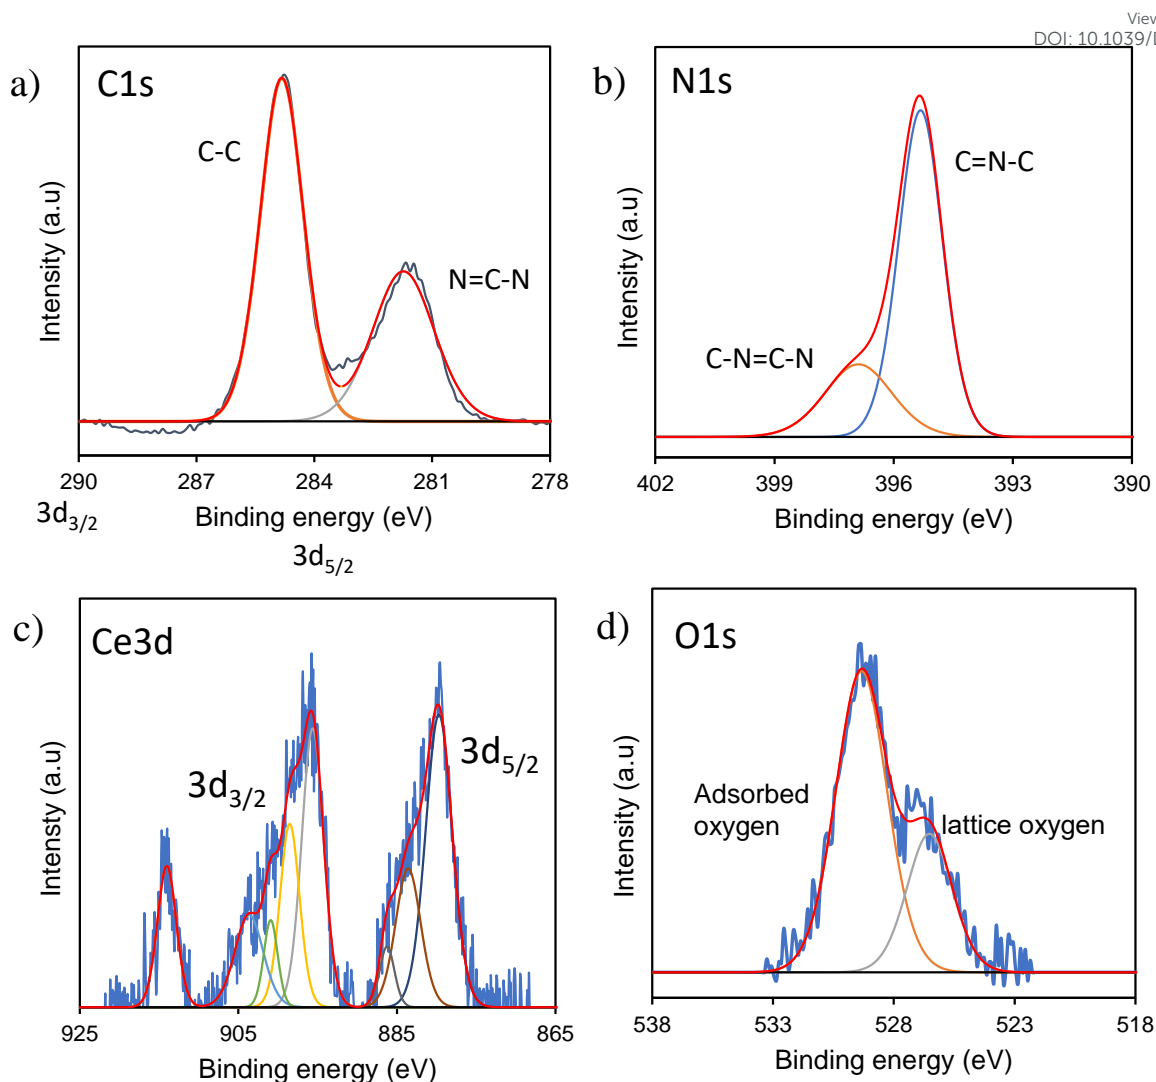 View
DOI: 10.1039/
a)
C1s
C-C
N=C-N
Intensity (a.u)
290 287 284 281 278
Binding energy (eV)
b)
N1s
C=N-C
C-N=C-N
Intensity (a.u)
402 399 396 393 390
Binding energy (eV)
3d3/2
3d5/2
c)
Ce3d
3d3/2
3d5/2
Intensty (a.u)
925 905 885 865
Binding energy (eV)
d)
O1s
Adsorbed
oxygen
lattice oxygen
Intensity (a.u)
538 533 528 523 518
Binding energy (eV)